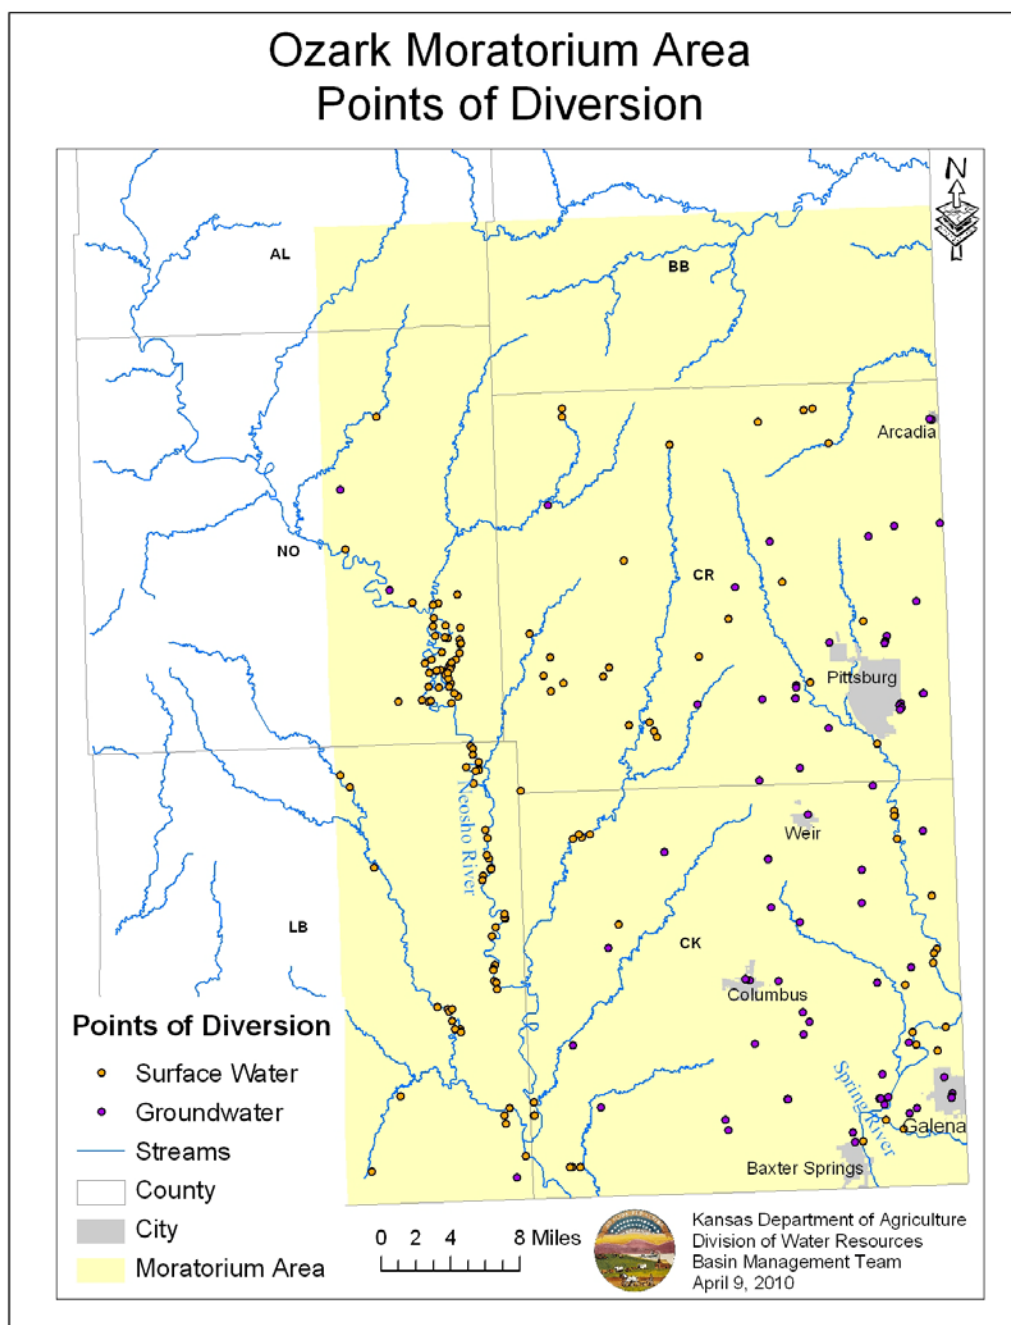 Ozark Moratorium Area
Points of Diversion
N
AL
BB
Arcadia
NO
CR
Pittsburg
Neosho River
Weir
LB
CK
Columbus
Points of Diversion
Surface Water
Groundwater
Streams
County
City
Moratorium Area
Spring River
Galena
Baxter Springs
0 2 4 8 Miles
Kansas Department of Agriculture
Division of Water Resources
Basin Management Team
April 9, 2010